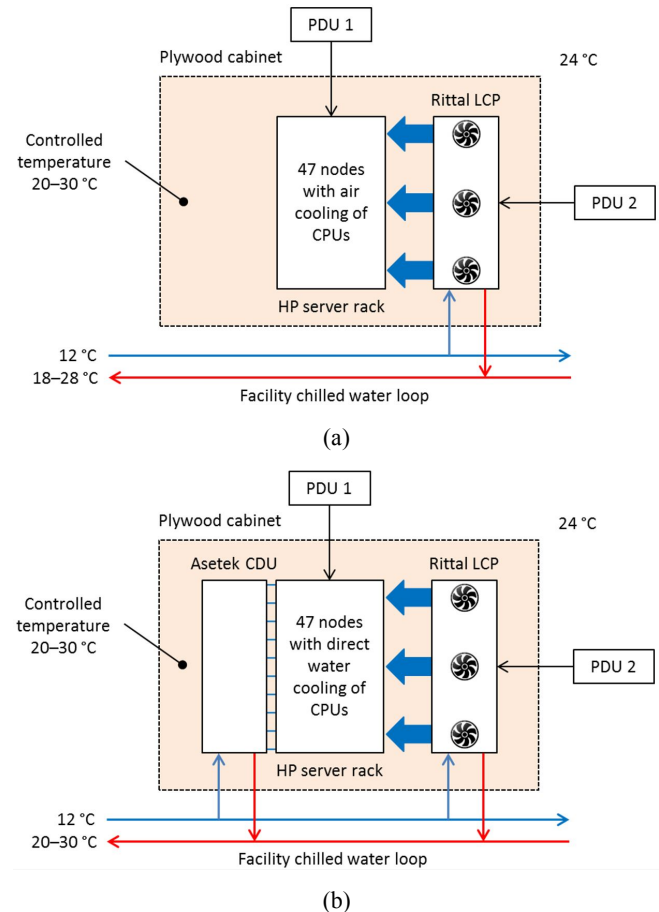 PDU 1
Plywood cabinet
24 °C
Rittal LCP
Controlled
temperature
20–30 °C
47 nodes
with air
cooling of
CPUs
PDU 2
HP server rack
12 °C
18–28 °C
Facility chilled water loop
(a)
PDU 1
Plywood cabinet
24 °C
Asetek CDU
Rittal LCP
Controlled
temperature
20–30 °C
47 nodes
with direct
water
cooling of
CPUs
PDU 2
HP server rack
12 °C
20–30 °C
Facility chilled water loop
(b)